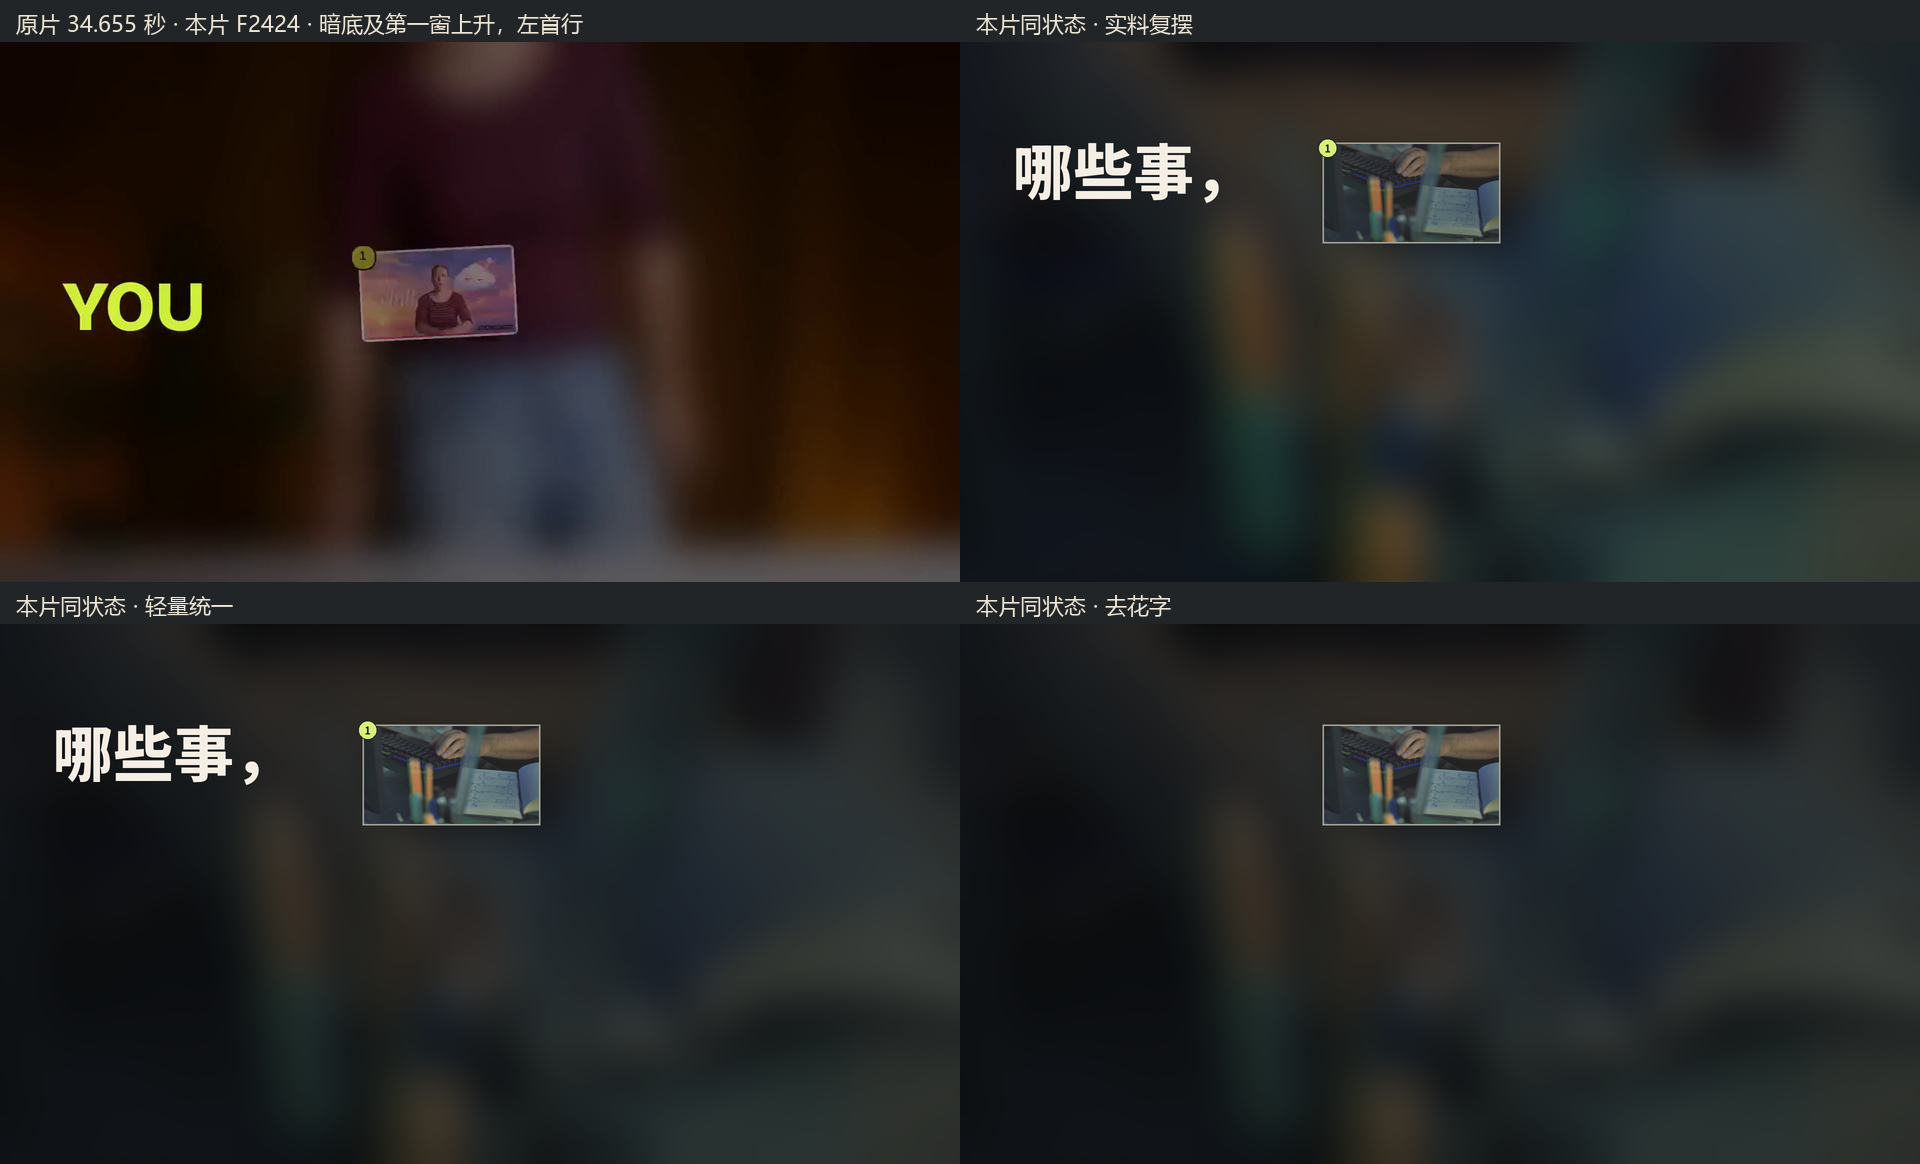 原片 34.655 秒 · 本片 F2424 · 暗底及第一窗上升，左首行
本片同状态 · 实料复摆
YOU
1
哪些事，
1
本片同状态 · 轻量统一
本片同状态 · 去花字
哪些事，
1